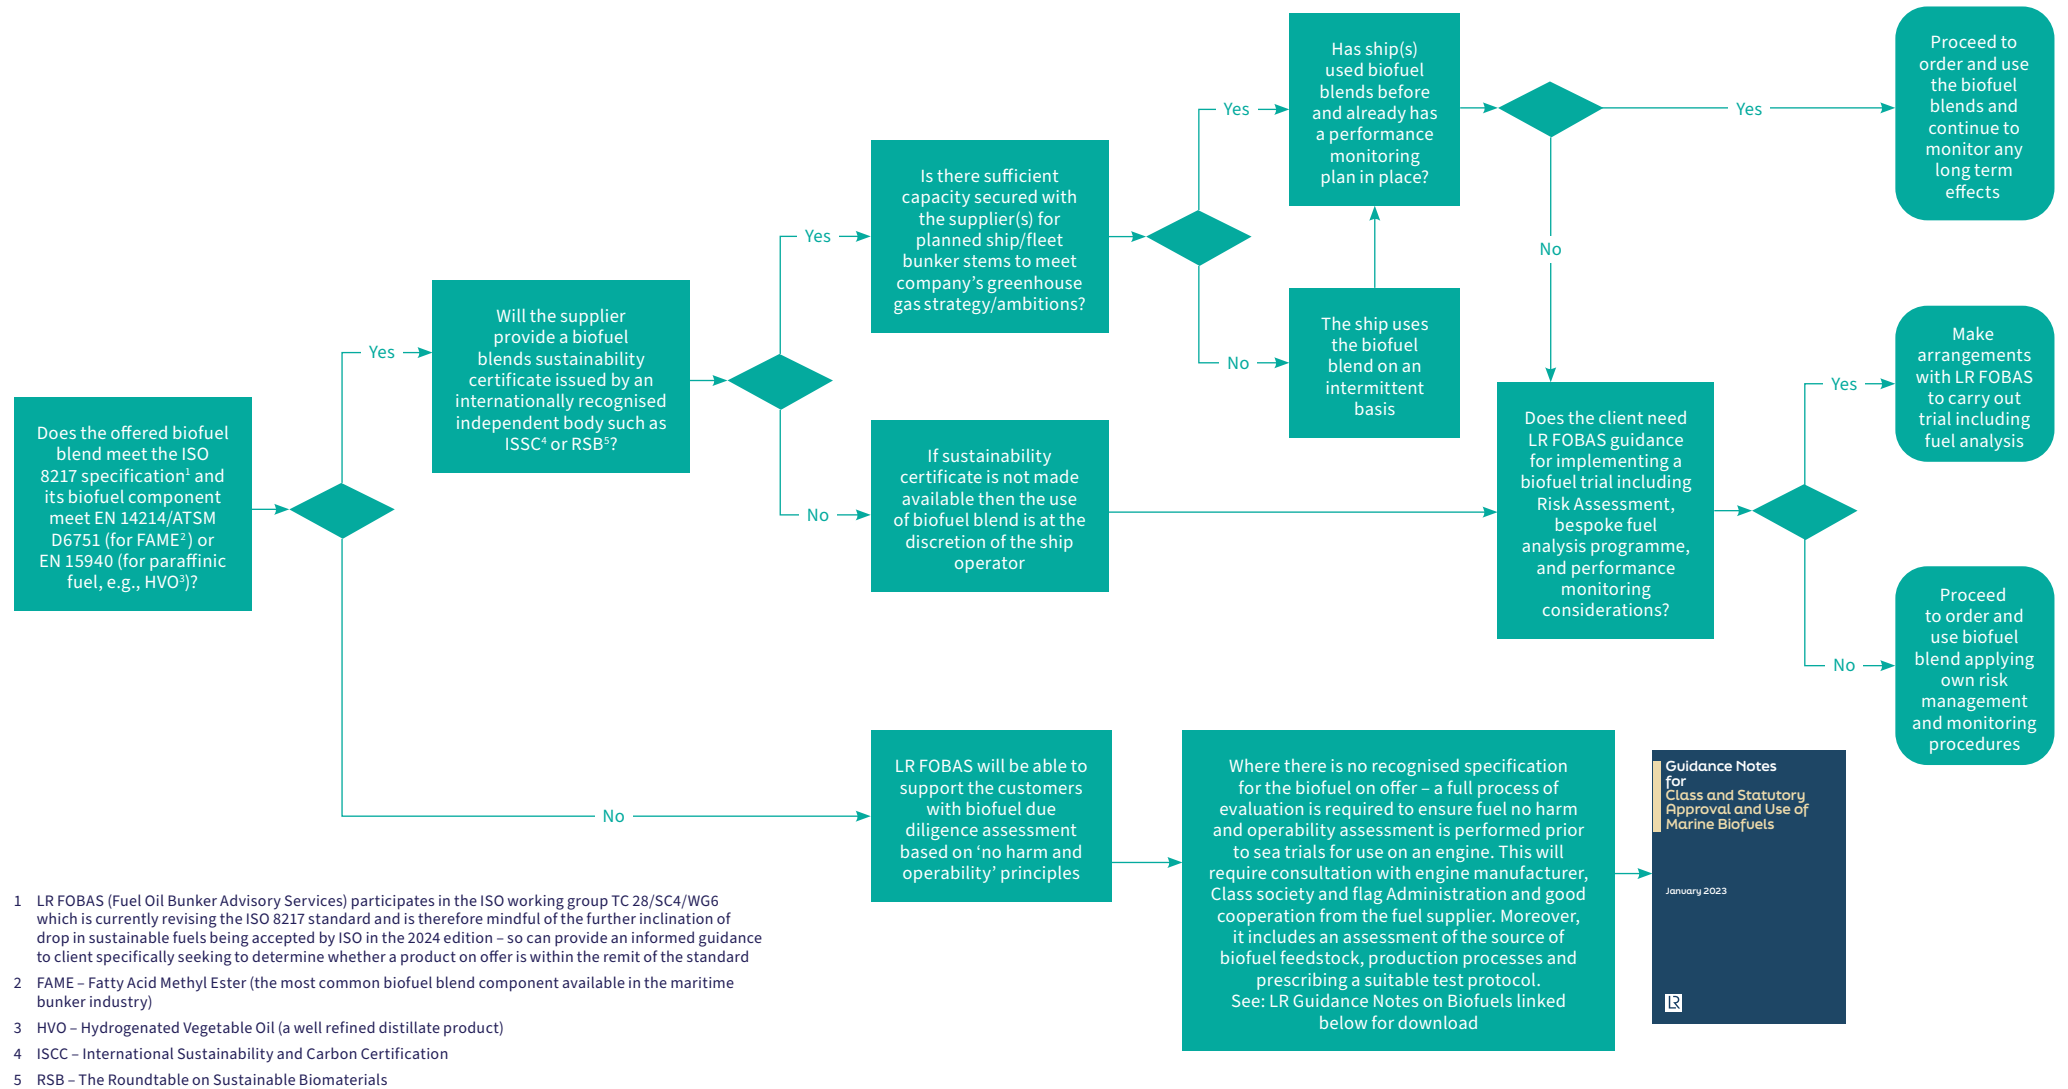 Does the offered biofuel
blend meet the ISO
8217 specification¹ and
its biofuel component
meet EN 14214/ATSM
D6751 (for FAME²) or
EN 15940 (for paraffinic
fuel, e.g., HVO³)?
Yes
No
Will the supplier
provide a biofuel
blends sustainability
certificate issued by an
internationally recognised
independent body such as
ISSC⁴ or RSB⁵?
Yes
No
Is there sufficient
capacity secured with
the supplier(s) for
planned ship/fleet
bunker stems to meet
company’s greenhouse
gas strategy/ambitions?
If sustainability
certificate is not made
available then the use
of biofuel blend is at the
discretion of the ship
operator
Yes
No
Has ship(s)
used biofuel
blends before
and already has
a performance
monitoring
plan in place?
The ship uses
the biofuel
blend on an
intermittent
basis
Yes
No
Proceed to
order and use
the biofuel
blends and
continue to
monitor any
long term
effects
Does the client need
LR FOBAS guidance
for implementing a
biofuel trial including
Risk Assessment,
bespoke fuel
analysis programme,
and performance
monitoring
considerations?
Yes
No
Make
arrangements
with LR FOBAS
to carry out
trial including
fuel analysis
Proceed
to order and
use biofuel
blend applying
own risk
management
and monitoring
procedures
LR FOBAS will be able to
support the customers
with biofuel due
diligence assessment
based on ‘no harm and
operability’ principles
Where there is no recognised specification
for the biofuel on offer – a full process of
evaluation is required to ensure fuel no harm
and operability assessment is performed prior
to sea trials for use on an engine. This will
require consultation with engine manufacturer,
Class society and flag Administration and good
cooperation from the fuel supplier. Moreover,
it includes an assessment of the source of
biofuel feedstock, production processes and
prescribing a suitable test protocol.
See: LR Guidance Notes on Biofuels linked
below for download
Guidance Notes
for
Class and Statutory
Approval and Use of
Marine Biofuels
January 2023
LR
1 LR FOBAS (Fuel Oil Bunker Advisory Services) participates in the ISO working group TC 28/SC4/WG6
which is currently revising the ISO 8217 standard and is therefore mindful of the further inclination of
drop in sustainable fuels being accepted by ISO in the 2024 edition – so can provide an informed guidance
to client specifically seeking to determine whether a product on offer is within the remit of the standard
2 FAME – Fatty Acid Methyl Ester (the most common biofuel blend component available in the maritime
bunker industry)
3 HVO – Hydrogenated Vegetable Oil (a well refined distillate product)
4 ISCC – International Sustainability and Carbon Certification
5 RSB – The Roundtable on Sustainable Biomaterials